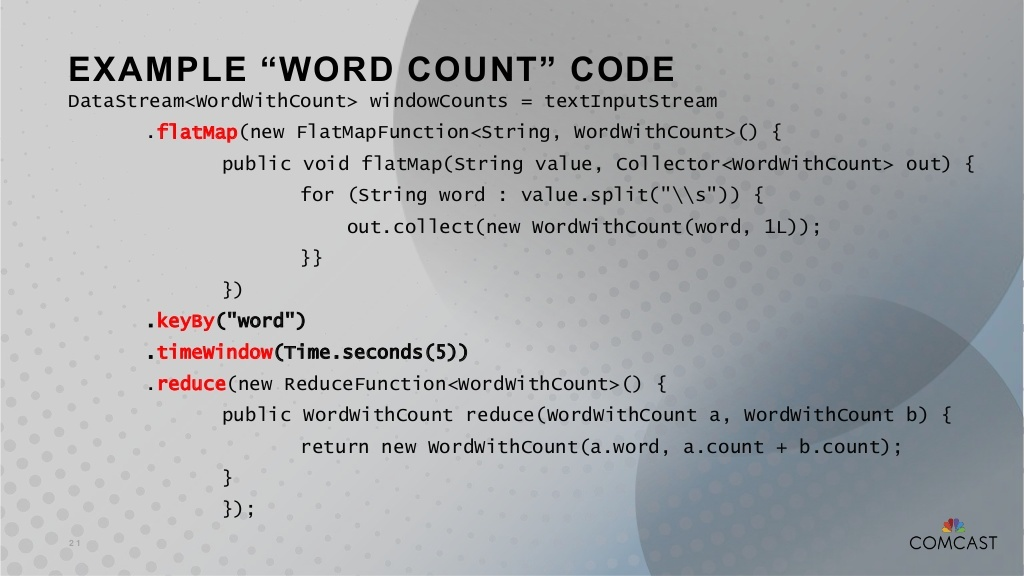 EXAMPLE “WORD COUNT” CODE
DataStream<WordWithCount> windowCounts = textInputStream
.flatMap(new FlatMapFunction<String, WordWithCount>() {
public void flatMap(String value, Collector<WordWithCount> out) {
for (String word : value.split("\\s")) {
out.collect(new WordWithCount(word, 1L));
}}
})
.keyBy("word")
.timeWindow(Time.seconds(5))
.reduce(new ReduceFunction<WordWithCount>() {
public WordWithCount reduce(WordWithCount a, WordWithCount b) {
return new WordWithCount(a.word, a.count + b.count);
}
});
21
COMCAST